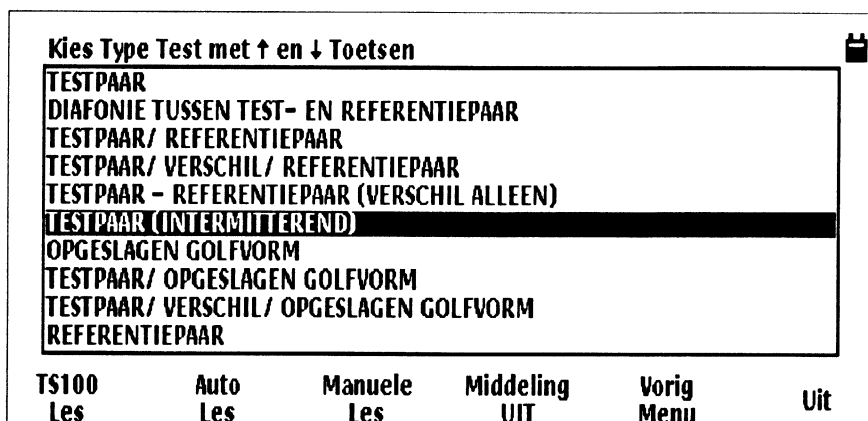 Kies Type Test met ↑ en ↓ Toetsen
TESTPAAR
DIAFONIE TUSSEN TEST- EN REFERENTIEPAAR
TESTPAAR/ REFERENTIEPAAR
TESTPAAR/ VERSCHIL/ REFERENTIEPAAR
TESTPAAR - REFERENTIEPAAR (VERSCHIL ALLEEN)
TESTPAAR (INTERMITTEREND)
OPGESLAGEN GOLFVORM
TESTPAAR/ OPGESLAGEN GOLFVORM
TESTPAAR/ VERSCHIL/ OPGESLAGEN GOLFVORM
REFERENTIEPAAR
TS100 Auto Manuele Middeling Vorig Uit
Les Les Les UIT Menu